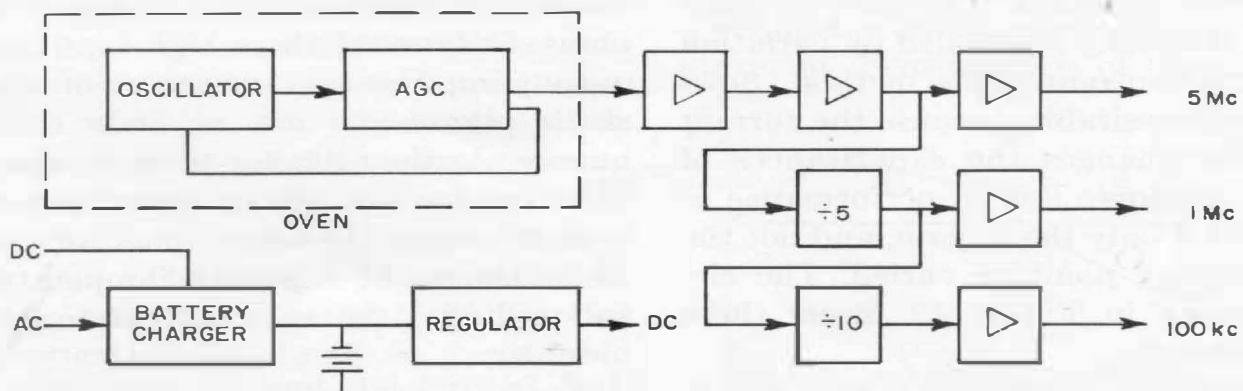 OSCILLATOR
AGC
5 Mc
OVEN
÷5
1 Mc
DC
AC
BATTERY
CHARGER
REGULATOR
DC
÷10
100 kc